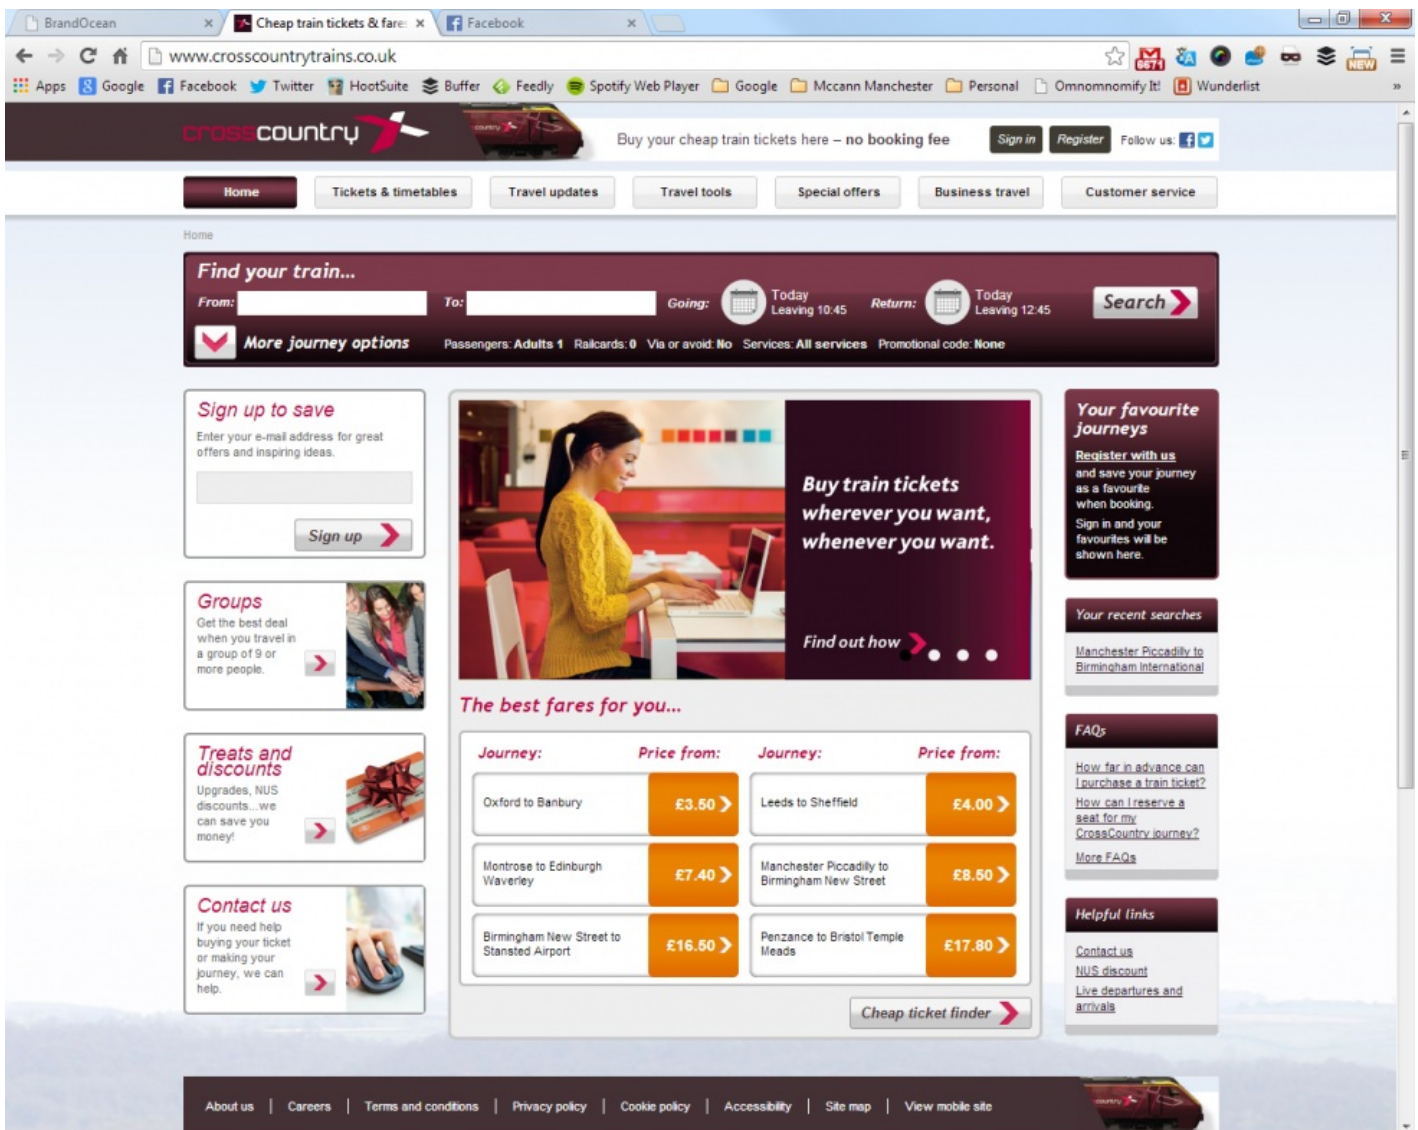 BrandOcean
Cheap train tickets & fares
Facebook
www.crosscountrytrains.co.uk
6671
NEW
Apps
Google
Facebook
Twitter
HootSuite
Buffer
Feedly
Spotify Web Player
Google
Mccann Manchester
Personal
Omnomnomify It!
Wunderlist
»
crosscountry
Buy your cheap train tickets here – no booking fee
Sign in
Register
Follow us:
Home
Tickets & timetables
Travel updates
Travel tools
Special offers
Business travel
Customer service
Home
Find your train...
From:
To:
Going:
Today
Leaving 10:45
Return:
Today
Leaving 12:45
Search
More journey options
Passengers: Adults 1 Railcards: 0 Via or avoid: No Services: All services Promotional code: None
Sign up to save
Enter your e-mail address for great
offers and inspiring ideas.
Sign up
Groups
Get the best deal
when you travel in
a group of 9 or
more people.
Treats and
discounts
Upgrades, NUS
discounts...we
can save you
money!
Contact us
If you need help
buying your ticket
or making your
journey, we can
help.
Buy train tickets
wherever you want,
whenever you want.
Find out how
The best fares for you...
Journey:
Price from:
Journey:
Price from:
Oxford to Banbury
£3.50
Leeds to Sheffield
£4.00
Montrose to Edinburgh
Waverley
£7.40
Manchester Piccadilly to
Birmingham New Street
£8.50
Birmingham New Street to
Stansted Airport
£16.50
Penzance to Bristol Temple
Meads
£17.80
Cheap ticket finder
Your favourite
journeys
Register with us
and save your journey
as a favourite
when booking.
Sign in and your
favourites will be
shown here.
Your recent searches
Manchester Piccadilly to
Birmingham International
FAQs
How far in advance can
I purchase a train ticket?
How can I reserve a
seat for my
CrossCountry journey?
More FAQs
Helpful links
Contact us
NUS discount
Live departures and
arrivals
About us | Careers | Terms and conditions | Privacy policy | Cookie policy | Accessibility | Site map | View mobile site